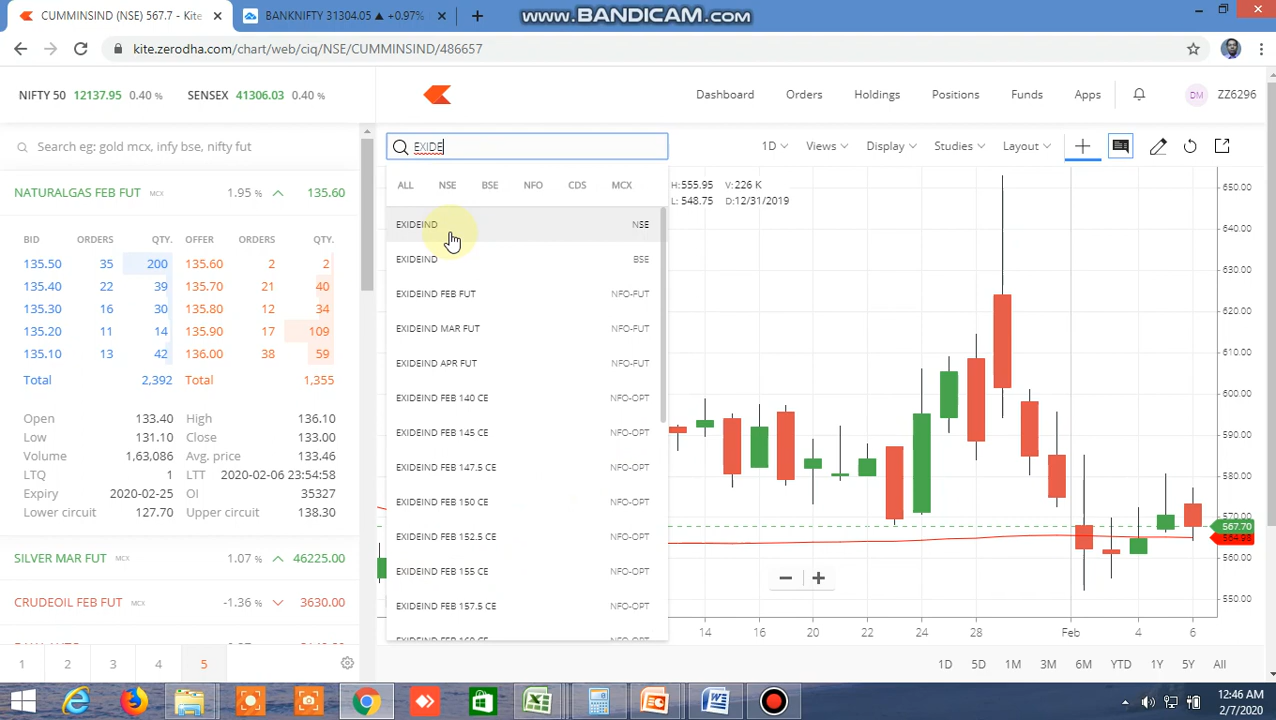 CUMMINSIND (NSE) 567.7 - Kite
BANKNIFTY 31304.05 ▲ +0.97%
www.BANDICAM.com
kite.zerodha.com/chart/web/ciq/NSE/CUMMINSIND/486657
NIFTY 50 12137.95 0.40 % SENSEX 41306.03 0.40 %
Dashboard Orders Holdings Positions Funds Apps DM ZZ6296
Search eg: infy bse, nifty fut, gold mcx
EXIDE
1D Views Display Studies Layout
NATURALGAS FEB FUT MCX 1.95 % 135.60
ALL NSE BSE NFO CDS MCX
H: 555.95 V: 226 K
L: 548.75 D: 12/31/2019
BID ORDERS QTY. OFFER ORDERS QTY.
135.50 35 200 135.60 2 2
135.40 22 39 135.70 21 40
135.30 16 30 135.80 12 34
135.20 11 14 135.90 17 109
135.10 13 42 136.00 38 59
Total 2,392 Total 1,355
Open 133.40 High 136.10
Low 131.10 Close 133.00
Volume 1,63,086 Avg. price 133.46
LTQ 1 LTT 2020-02-06 23:54:58
Expiry 2020-02-25 OI 35327
Lower circuit 127.70 Upper circuit 138.30
SILVER MAR FUT MCX 1.07 % 46225.00
CRUDEOIL FEB FUT MCX -1.36 % 3630.00
1 2 3 4 5
EXIDEIND NSE
EXIDEIND BSE
EXIDEIND FEB FUT NFO-FUT
EXIDEIND MAR FUT NFO-FUT
EXIDEIND APR FUT NFO-FUT
EXIDEIND FEB 140 CE NFO-OPT
EXIDEIND FEB 145 CE NFO-OPT
EXIDEIND FEB 147.5 CE NFO-OPT
EXIDEIND FEB 150 CE NFO-OPT
EXIDEIND FEB 152.5 CE NFO-OPT
EXIDEIND FEB 155 CE NFO-OPT
EXIDEIND FEB 157.5 CE NFO-OPT
EXIDEIND FEB 160 CE NFO-OPT
650.00
640.00
630.00
620.00
610.00
600.00
590.00
580.00
570.00
567.70
564.98
560.00
550.00
14 16 20 22 24 28 Feb 4 6
1D 5D 1M 3M 6M YTD 1Y 5Y All
12:46 AM
2/7/2020